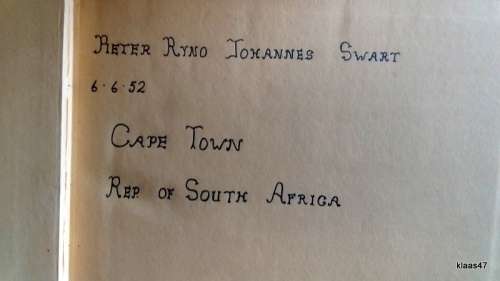 PETER RYNO JOHANNES SWART
6·6·52
CAPE TOWN
REP. OF SOUTH AFRICA
klaas47